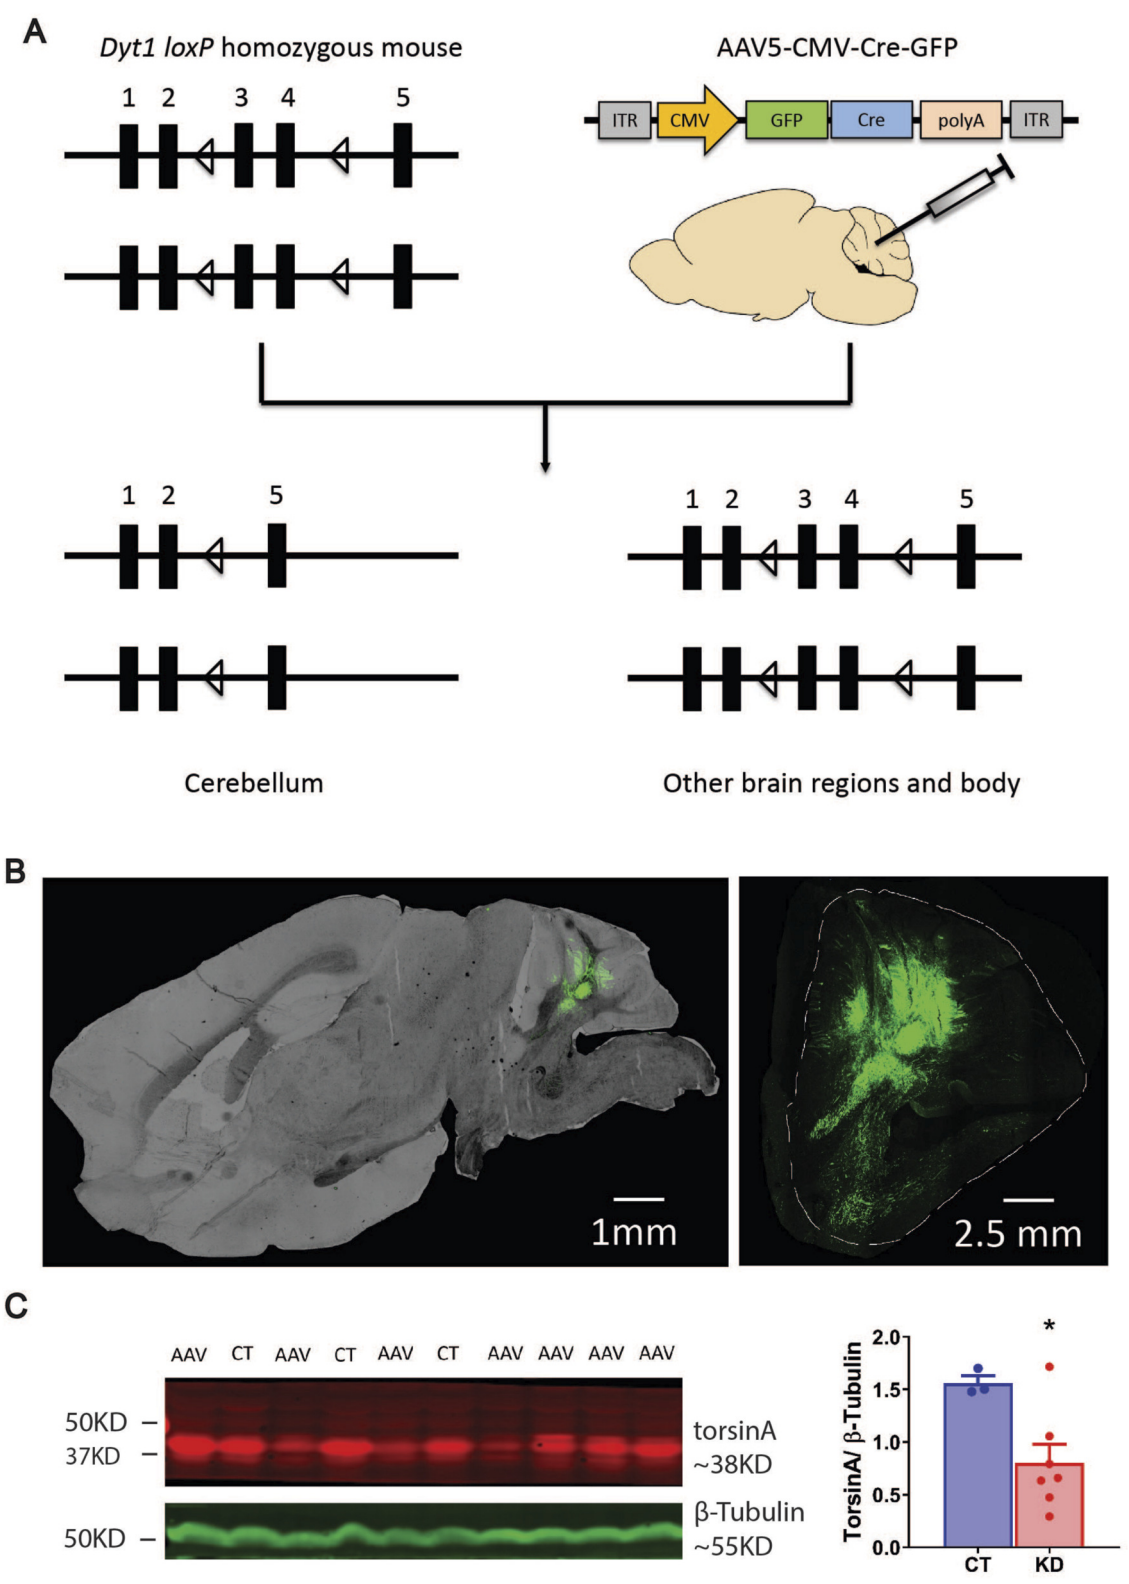 A
Dyt1 loxP homozygous mouse
AAV5-CMV-Cre-GFP
1 2 3 4 5
ITR CMV GFP Cre polyA ITR
1 2 5
1 2 3 4 5
Cerebellum
Other brain regions and body
B
1mm
2.5 mm
C
AAV CT AAV CT AAV CT AAV AAV AAV AAV
50KD
37KD
torsinA
~38KD
50KD
β-Tubulin
~55KD
TorsinA/ β-Tubulin
2.0
1.5
1.0
0.5
0.0
*
CT KD